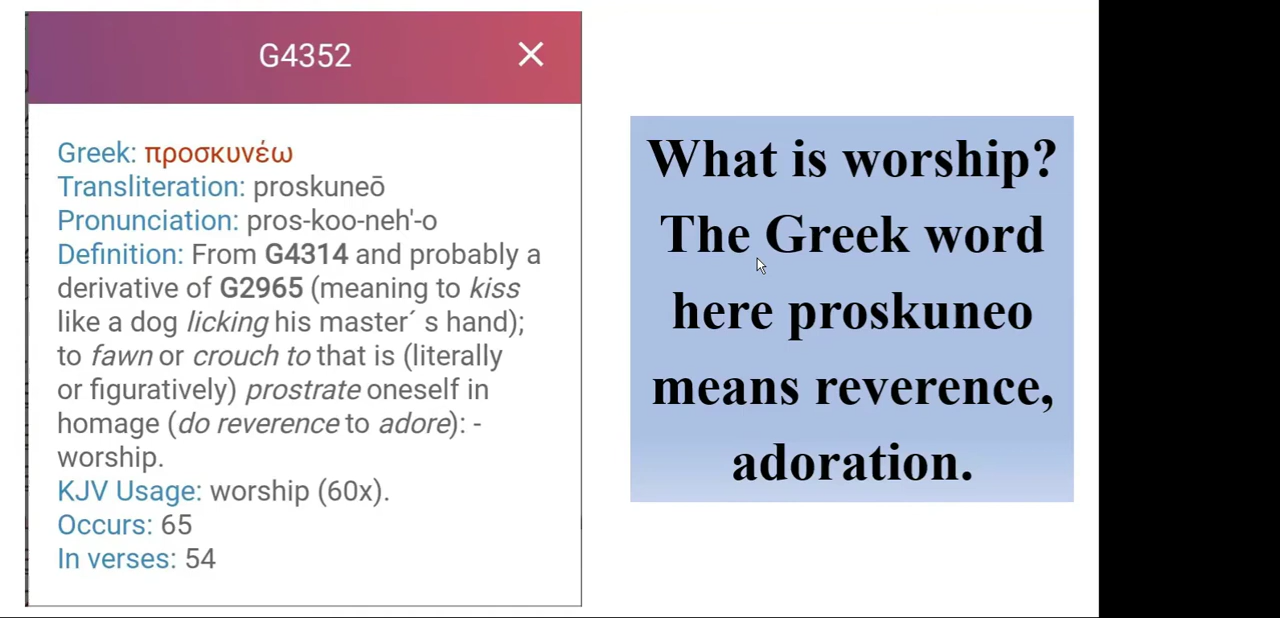 G4352
Greek: προσκυνέω
Transliteration: proskuneō
Pronunciation: pros-koo-neh'-o
Definition: From G4314 and probably a
derivative of G2965 (meaning to kiss
like a dog licking his master´ s hand);
to fawn or crouch to that is (literally
or figuratively) prostrate oneself in
homage (do reverence to adore): -
worship.
KJV Usage: worship (60x).
Occurs: 65
In verses: 54
What is worship?
The Greek word
here proskuneo
means reverence,
adoration.